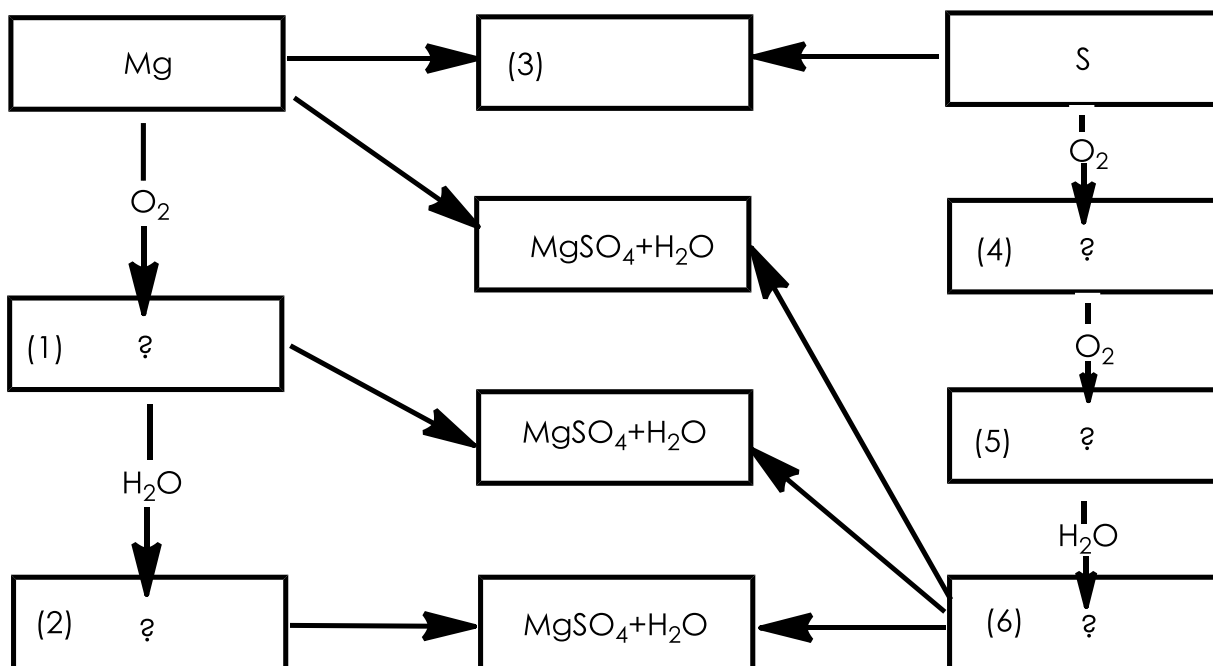 Mg
(3)
S
O₂
O₂
MgSO₄+H₂O
(4) ?
(1) ?
O₂
MgSO₄+H₂O
(5) ?
H₂O
H₂O
(2) ?
MgSO₄+H₂O
(6) ?